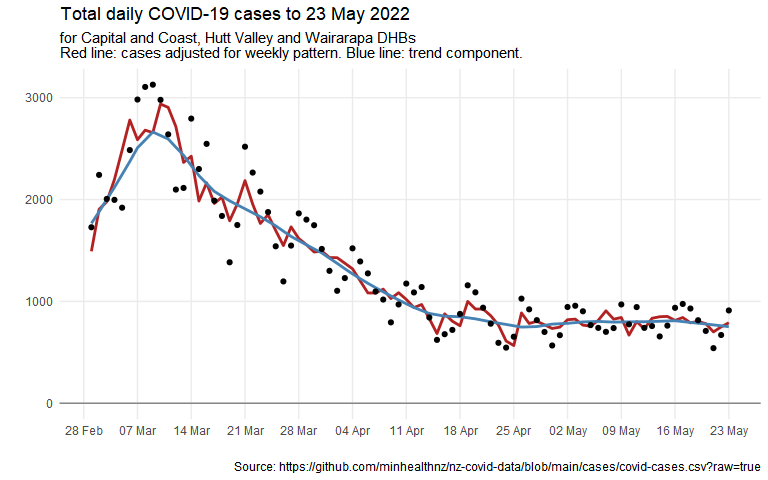 Total daily COVID-19 cases to 23 May 2022
for Capital and Coast, Hutt Valley and Wairarapa DHBs
Red line: cases adjusted for weekly pattern. Blue line: trend component.
3000
2000
1000
0
28 Feb 07 Mar 14 Mar 21 Mar 28 Mar 04 Apr 11 Apr 18 Apr 25 Apr 02 May 09 May 16 May 23 May
Source: https://github.com/minhealthnz/nz-covid-data/blob/main/cases/covid-cases.csv?raw=true